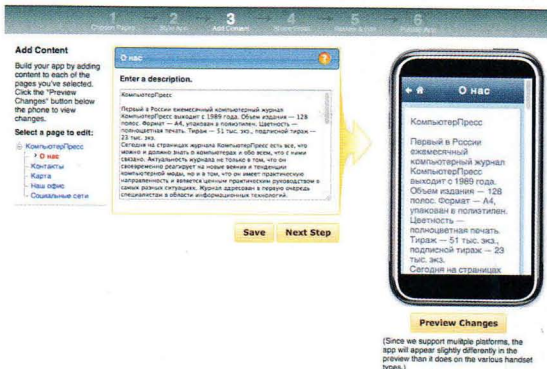 1 → 2 → 3 → 4 → 5 → 6
Add Content
Add Content
Build your app by adding
content to each of the
pages you've selected.
Click the "Preview
Changes" button below
the phone to view
changes.
Select a page to edit:
КомпьютерПресс
О нас
Контакты
Карта
Наш офис
Социальные сети
О нас
?
Enter a description.
КомпьютерПресс
Первый в России ежемесячный компьютерный журнал
КомпьютерПресс выходит с 1989 года. Объем издания — 128
полос. Формат — А4, упакован в полиэтилен. Цветность —
полноцветная печать. Тираж — 51 тыс. экз., подписной тираж —
23 тыс. экз.
Сегодня на страницах журнала КомпьютерПресс есть все, что
можно и должно знать о компьютерах и обо всем, что с ними
связано. Актуальность журнала не только в том, что он
своевременно реагирует на новые веяния и тенденции
компьютерной моды, но и в том, что он имеет практическую
направленность и является ценным практическим руководством в
самых разных ситуациях. Журнал адресован в первую очередь
специалистам в области информационных технологий.
Save
Next Step
О нас
КомпьютерПресс
Первый в России
ежемесячный
компьютерный журнал
КомпьютерПресс
выходит с 1989 года.
Объем издания — 128
полос. Формат — А4,
упакован в полиэтилен.
Цветность —
полноцветная печать.
Тираж — 51 тыс. экз.,
подписной тираж — 23
тыс. экз.
Сегодня на страницах
Preview Changes
(Since we support multiple platforms, the
app will appear slightly differently in the
preview than it does on the various handset
types.)